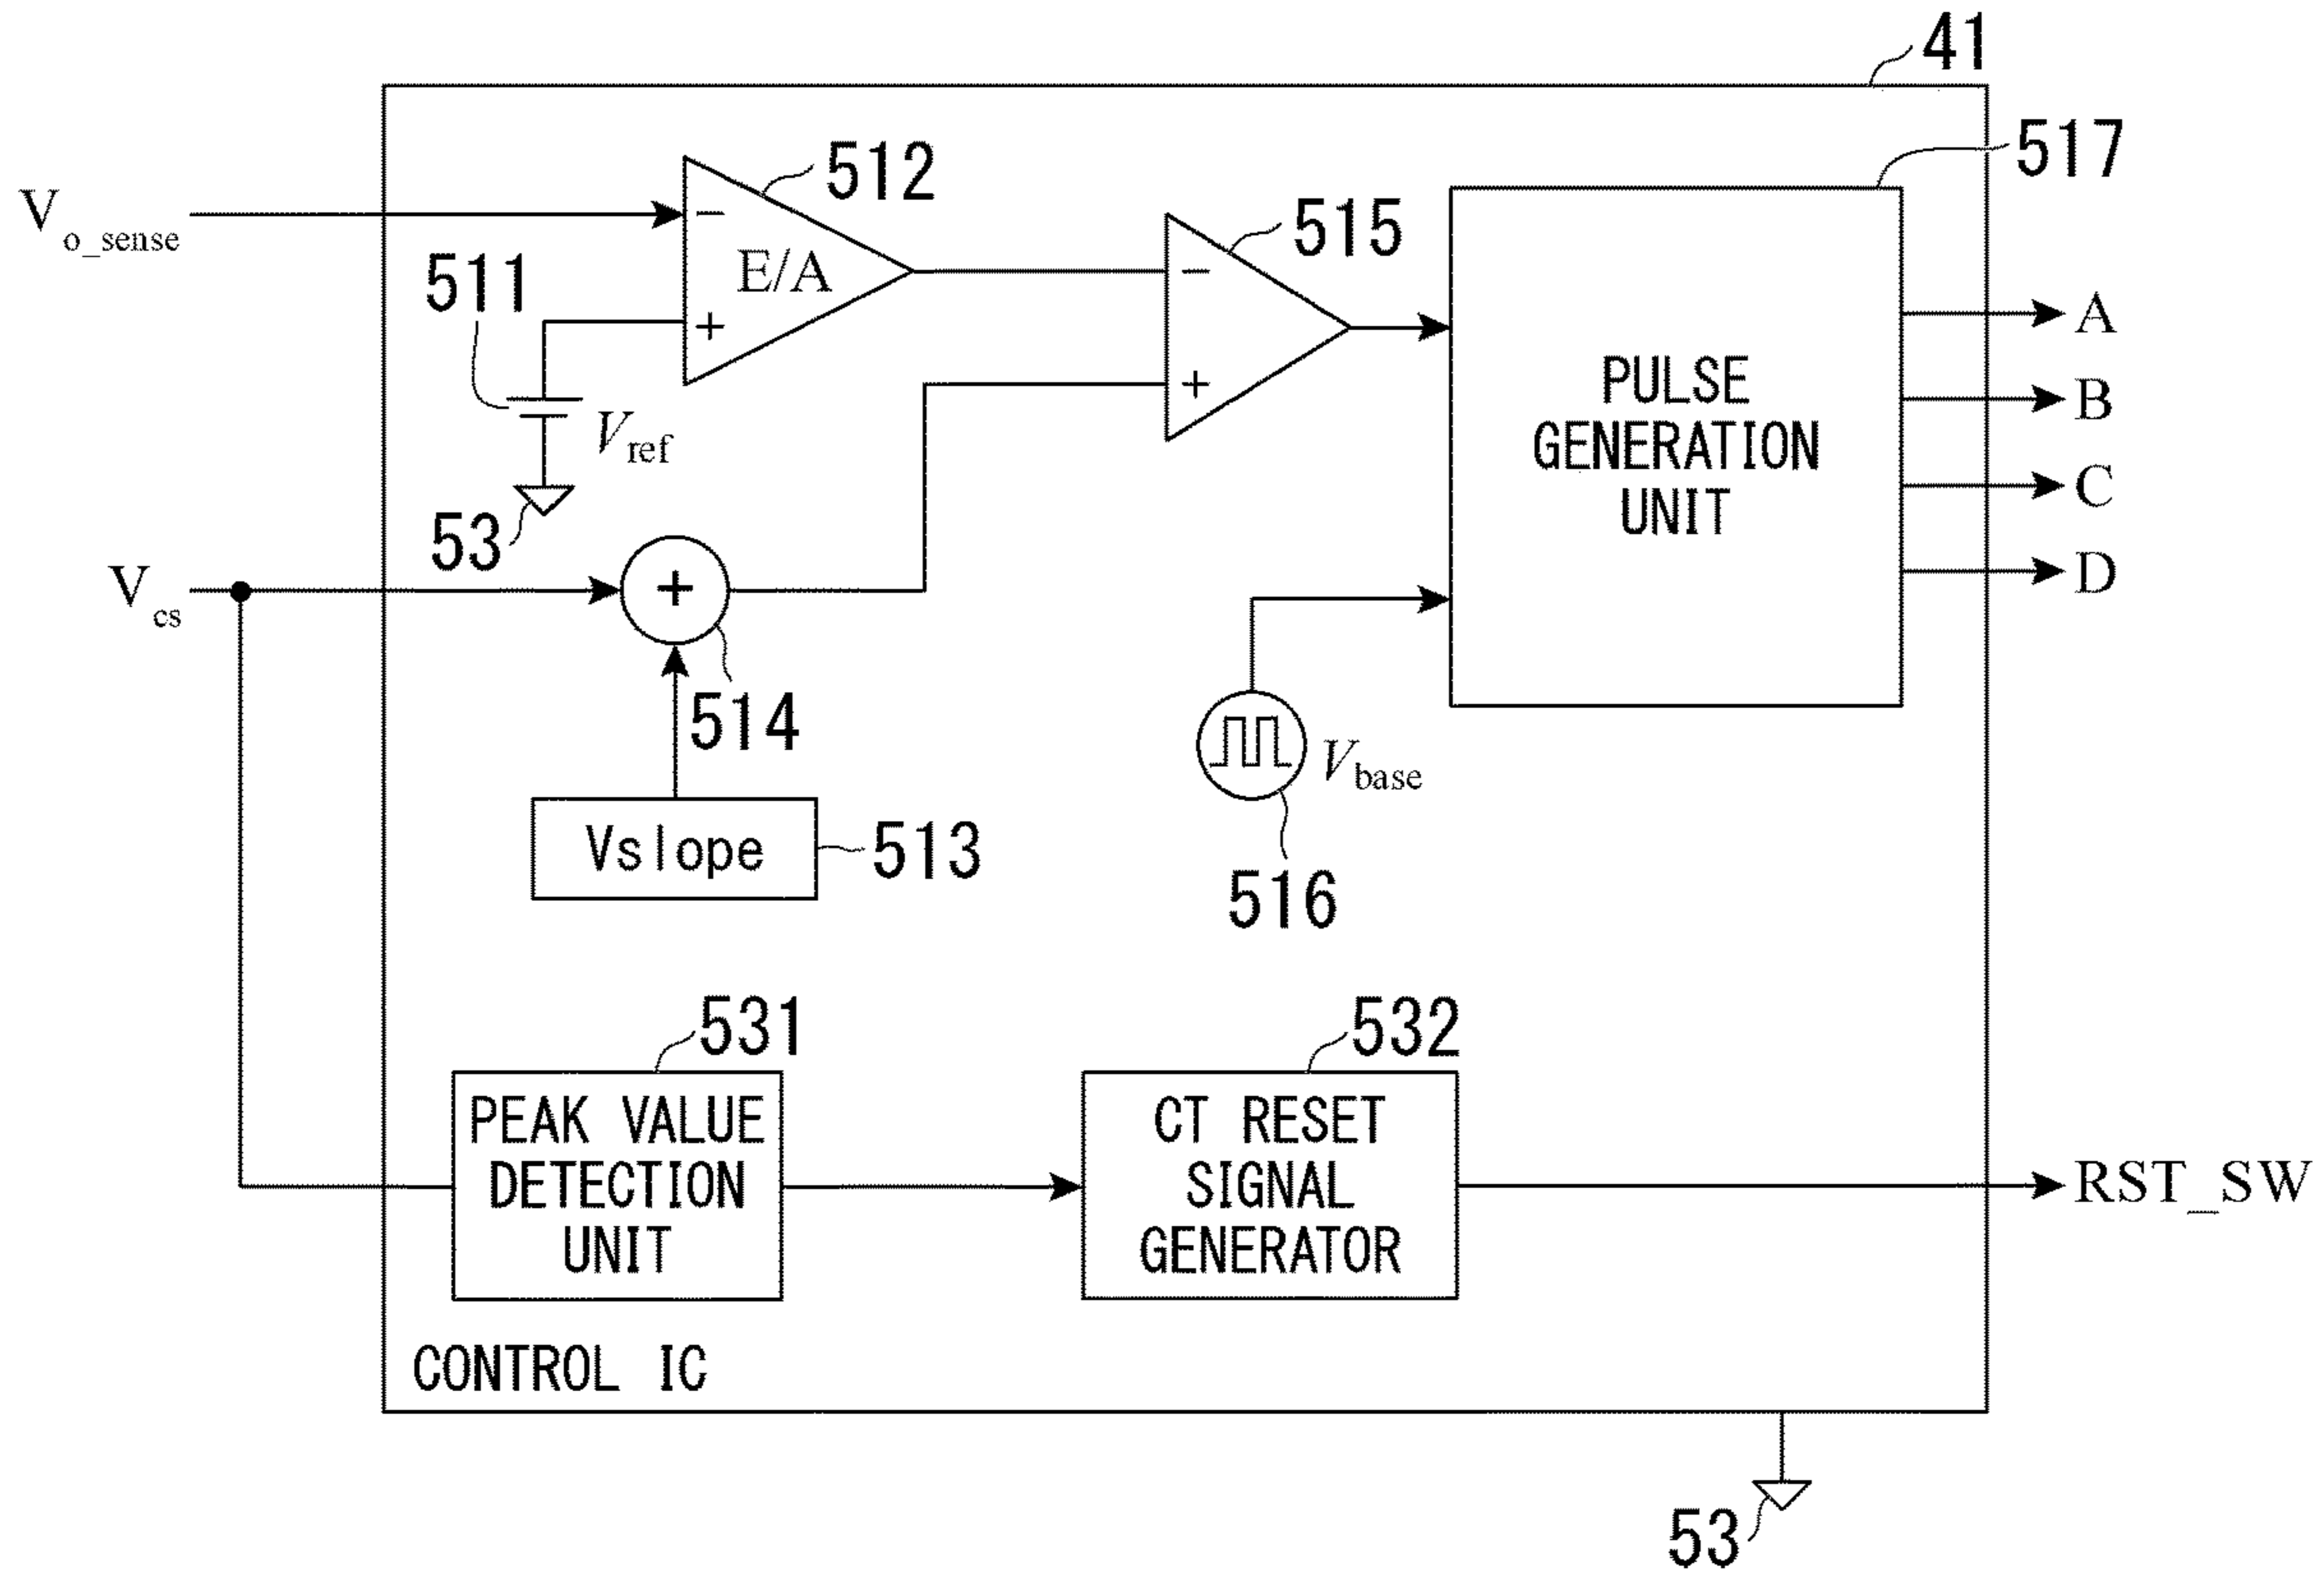 41
517
512
515
V o_sense
−
E/A
+
511
V ref
53
−
+
A
B
C
D
PULSE
GENERATION
UNIT
V cs
+
514
Vslope
513
V base
516
531
532
PEAK VALUE
DETECTION
UNIT
CT RESET
SIGNAL
GENERATOR
RST_SW
CONTROL IC
53